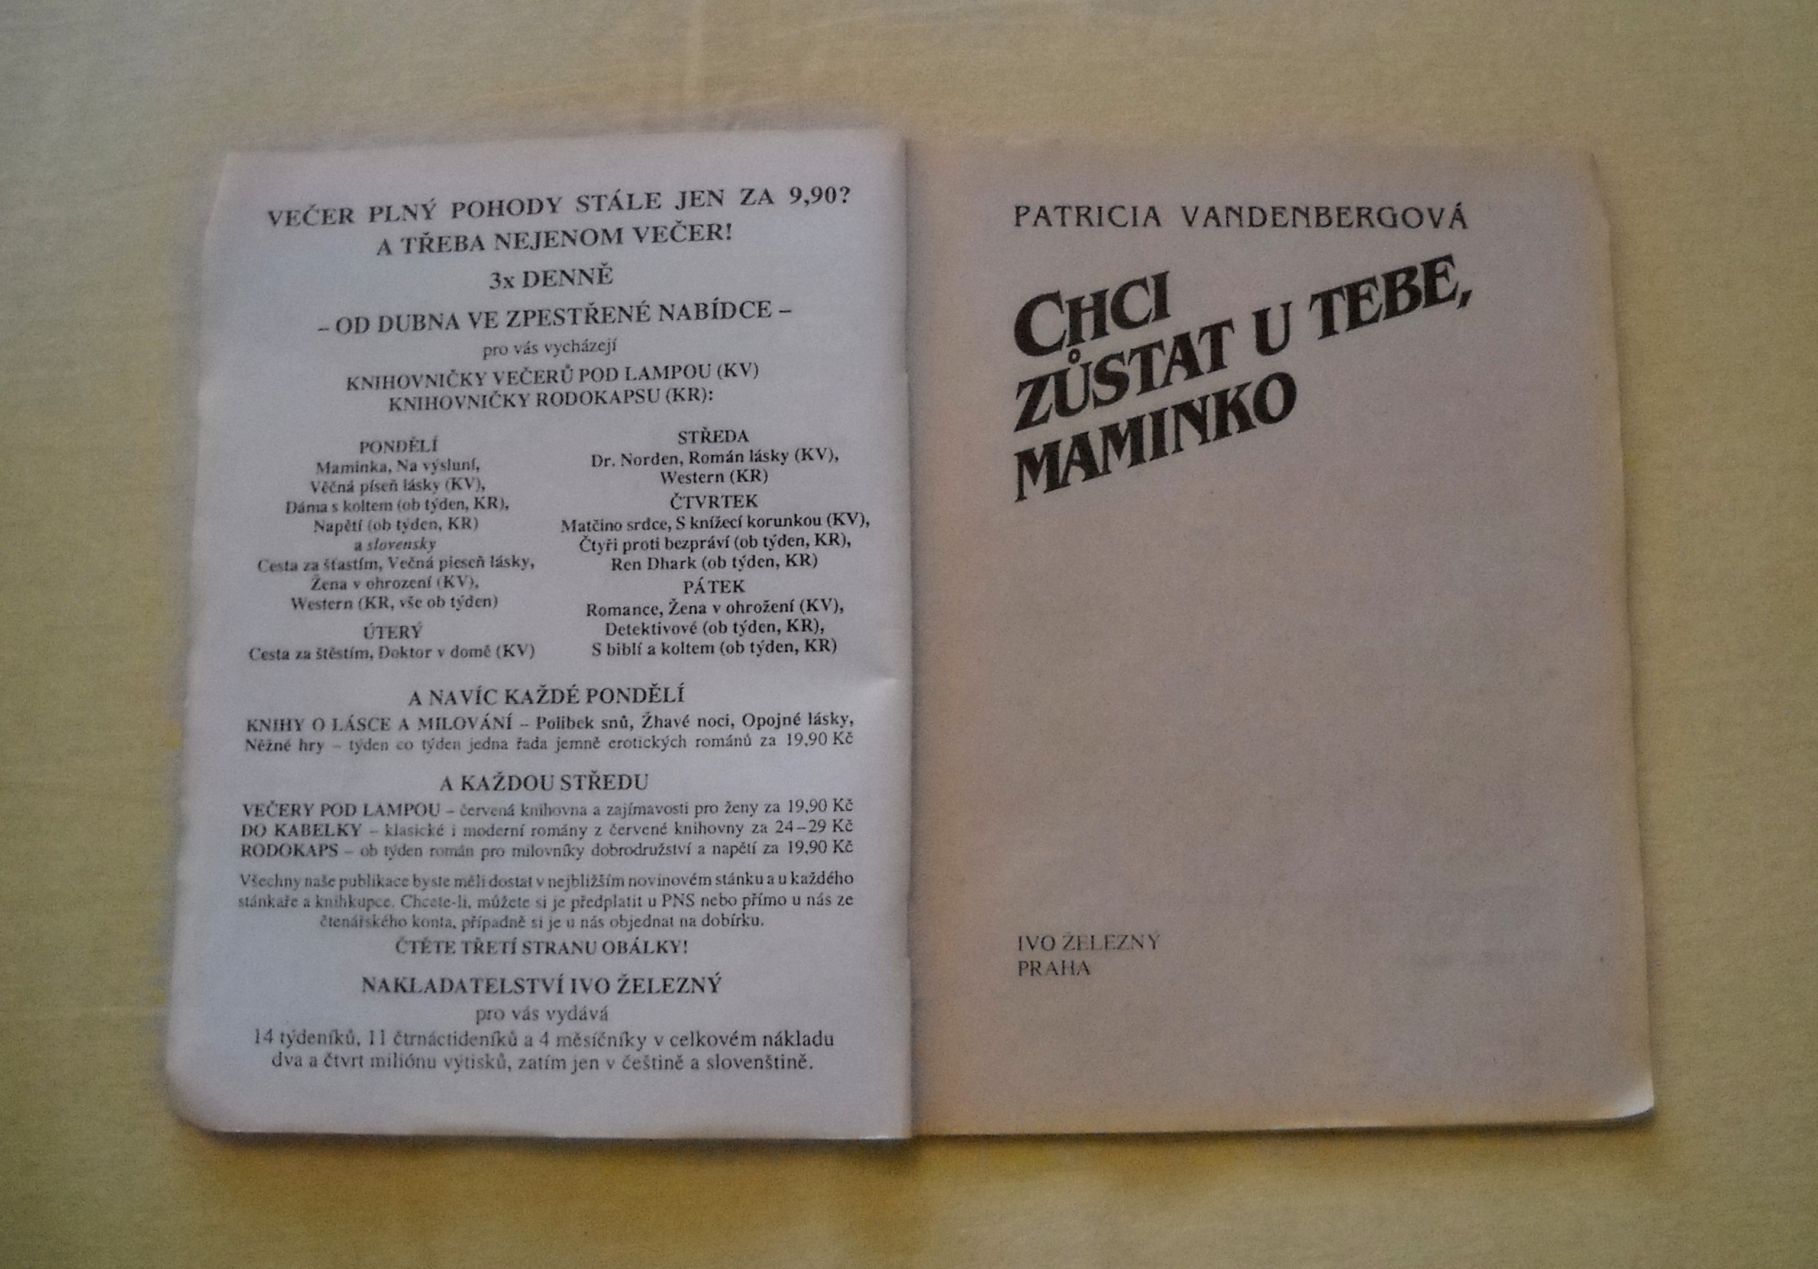 VEČER PLNÝ POHODY STÁLE JEN ZA 9,90?
A TŘEBA NEJENOM VEČER!
3x DENNĚ
– OD DUBNA VE ZPESTŘENÉ NABÍDCE –
pro vás vycházejí
KNIHOVNIČKY VEČERŮ POD LAMPOU (KV)
KNIHOVNIČKY RODOKAPSU (KR):
PONDĚLÍ
Maminka, Na výsluní,
Věčná píseň lásky (KV),
Dáma s koltem (ob týden, KR),
Napětí (ob týden, KR)
a slovensky
Cesta za šťastím, Večná pieseň lásky,
Žena v ohrození (KV),
Western (KR, vše ob týden)
ÚTERÝ
Cesta za štěstím, Doktor v domě (KV)
STŘEDA
Dr. Norden, Román lásky (KV),
Western (KR)
ČTVRTEK
Matčino srdce, S knížecí korunkou (KV),
Čtyři proti bezpráví (ob týden, KR),
Ren Dhark (ob týden, KR)
PÁTEK
Romance, Žena v ohrožení (KV),
Detektivové (ob týden, KR),
S biblí a koltem (ob týden, KR)
A NAVÍC KAŽDÉ PONDĚLÍ
KNIHY O LÁSCE A MILOVÁNÍ – Polibek snů, Žhavé noci, Opojné lásky,
Něžné hry – týden co týden jedna řada jemně erotických románů za 19,90 Kč
A KAŽDOU STŘEDU
VEČERY POD LAMPOU – červená knihovna a zajímavosti pro ženy za 19,90 Kč
DO KABELKY – klasické i moderní romány z červené knihovny za 24–29 Kč
RODOKAPS – ob týden román pro milovníky dobrodružství a napětí za 19,90 Kč
Všechny naše publikace byste měli dostat v nejbližším novinovém stánku a u každého
stánkaře a knihkupce. Chcete-li, můžete si je předplatit u PNS nebo přímo u nás ze
čtenářského konta, případně si je u nás objednat na dobírku.
ČTĚTE TŘETÍ STRANU OBÁLKY!
NAKLADATELSTVÍ IVO ŽELEZNÝ
pro vás vydává
14 týdeníků, 11 čtrnáctideníků a 4 měsíčníky v celkovém nákladu
dva a čtvrt miliónu výtisků, zatím jen v češtině a slovenštině.
PATRICIA VANDENBERGOVÁ
CHCI
ZŮSTAT U TEBE,
MAMINKO
IVO ŽELEZNÝ
PRAHA